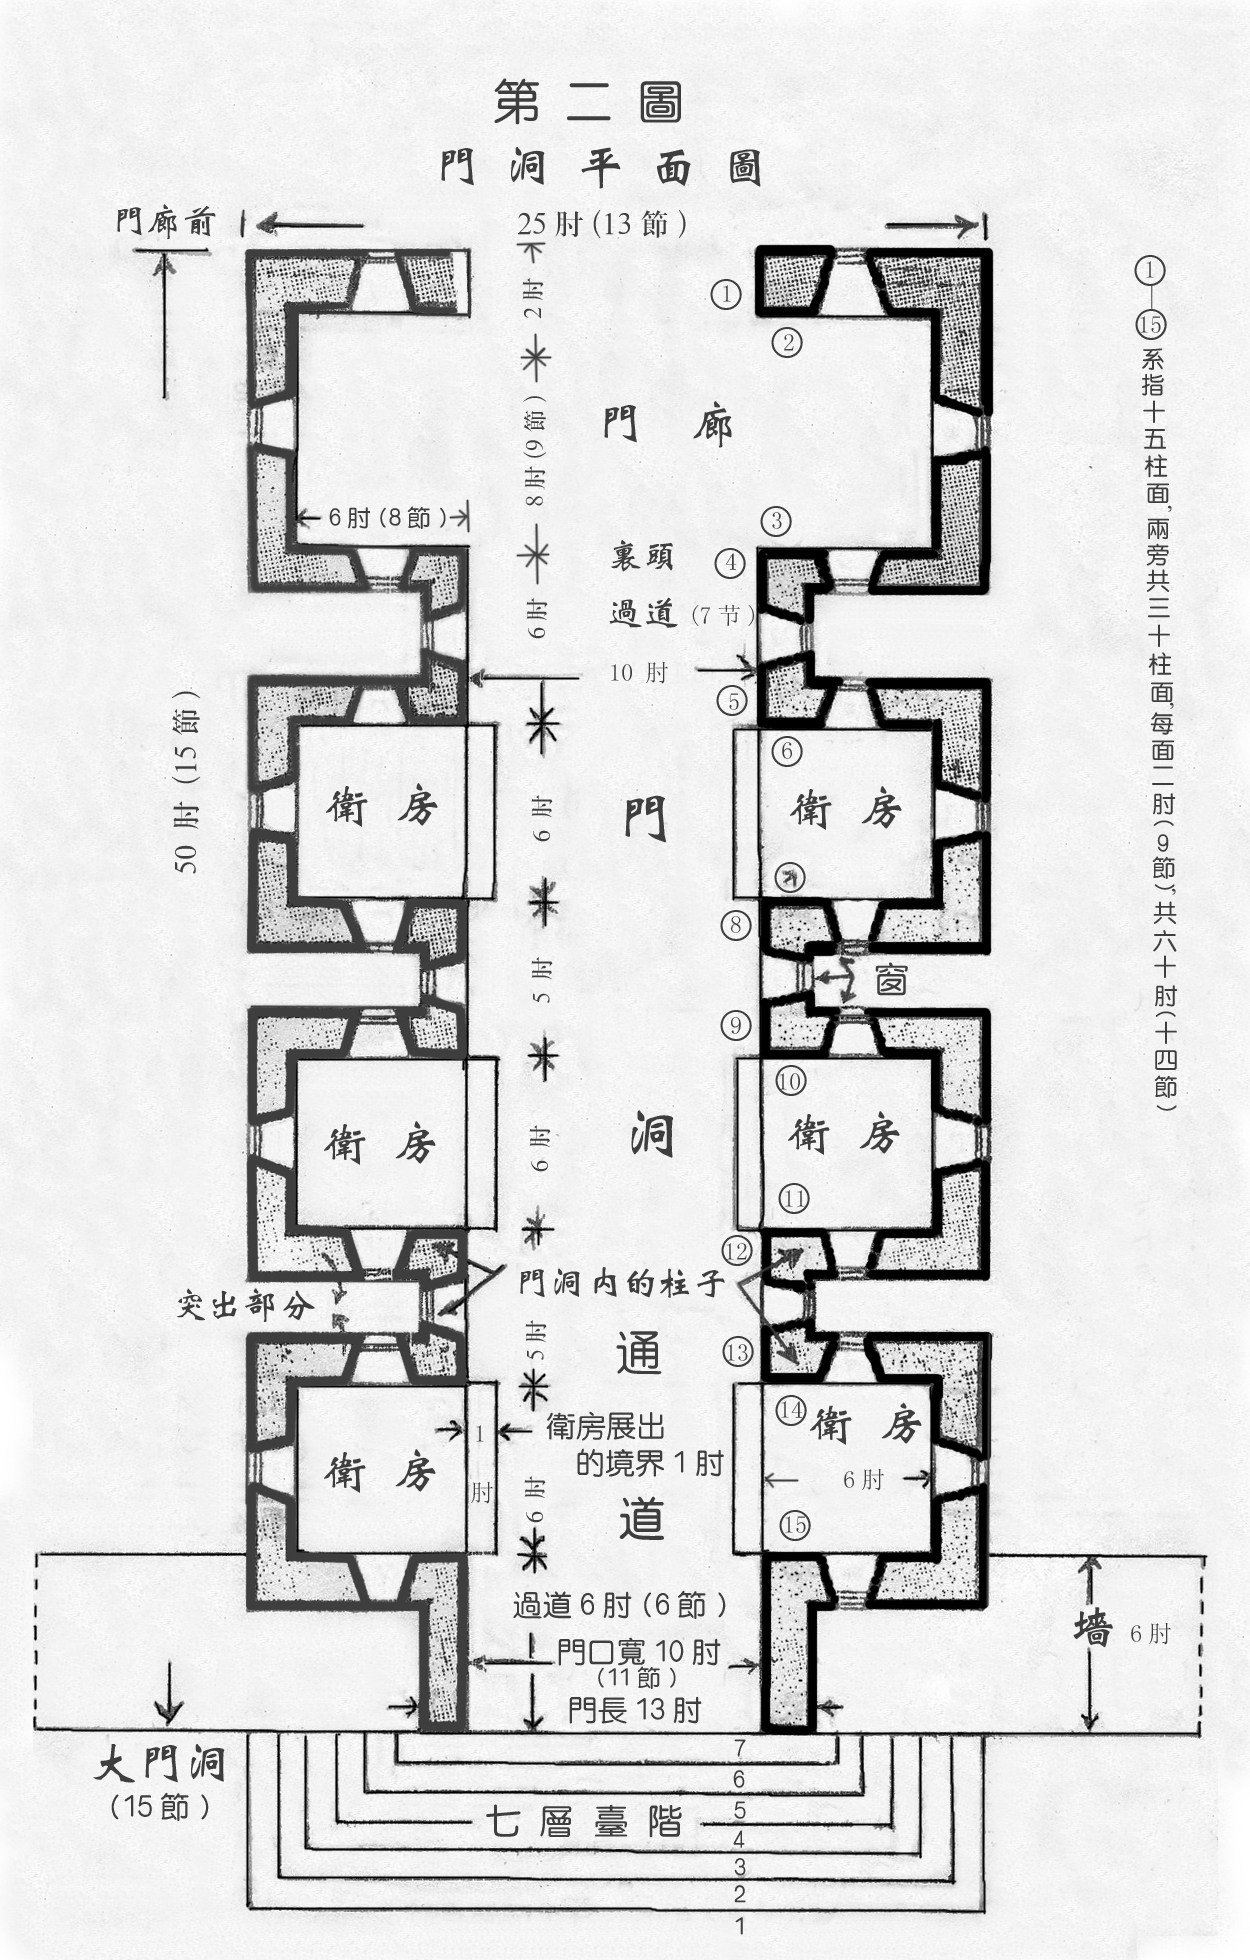 第二圖
門洞平面圖
門廊前
25 肘 (13 節)
2 肘
8 肘 (9 節)
6 肘
6 肘
5 肘
6 肘
5 肘
6 肘
門廊
6 肘 (8 節)
裏頭
過道 (7 节)
10 肘
50 肘 (15 節)
①
②
③
④
⑤
⑥
⑧
⑨
⑩
⑪
⑫
⑬
⑭
⑮
①
⑮
系指十五柱面,兩旁共三十柱面,每面二肘(9節),共六十肘(十四節)
衛房
門
衛房
窗
衛房
洞
衛房
門洞内的柱子
突出部分
通
衛房
1
肘
衛房展出
的境界 1 肘
衛房
6 肘
道
過道 6 肘 (6 節)
門口寬 10 肘
(11 節)
門長 13 肘
墻 6 肘
大門洞
(15 節)
七層臺階
7
6
5
4
3
2
1